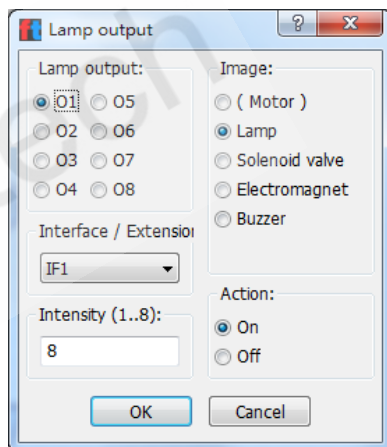 Lamp output
?
Lamp output:
O1
O5
O2
O6
O3
O7
O4
O8
Interface / Extension
IF1
Intensity (1..8):
8
Image:
( Motor )
Lamp
Solenoid valve
Electromagnet
Buzzer
Action:
On
Off
OK
Cancel